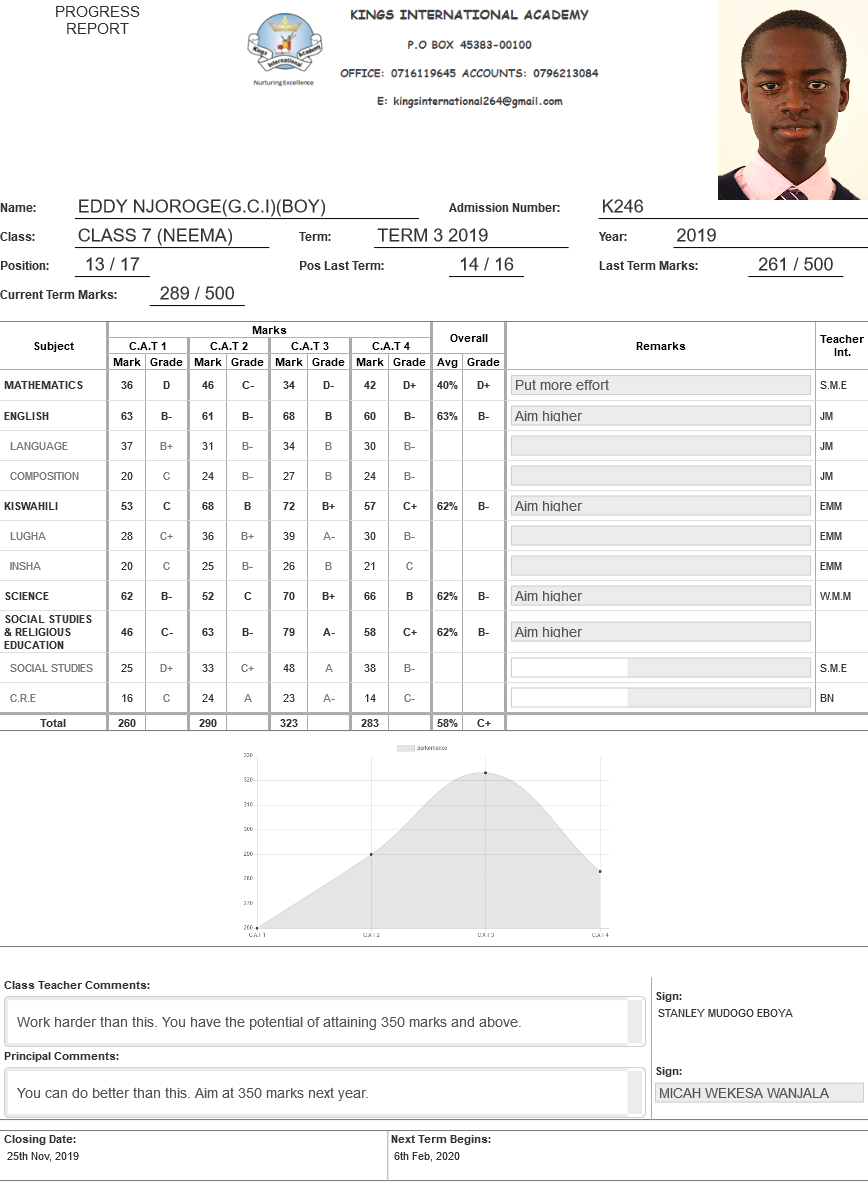 PROGRESS
REPORT
KINGS INTERNATIONAL ACADEMY
P.O BOX 45383-00100
OFFICE: 0716119645 ACCOUNTS: 0796213084
E: kingsinternational264@gmail.com
Kings Academy
International
Nurturing Excellence
Name: EDDY NJOROGE(G.C.I)(BOY) Admission Number: K246
Class: CLASS 7 (NEEMA) Term: TERM 3 2019 Year: 2019
Position: 13 / 17 Pos Last Term: 14 / 16 Last Term Marks: 261 / 500
Current Term Marks: 289 / 500
Subject Marks Overall Remarks Teacher Int.
C.A.T 1 C.A.T 2 C.A.T 3 C.A.T 4
Mark Grade Mark Grade Mark Grade Mark Grade Avg Grade
MATHEMATICS 36 D 46 C- 34 D- 42 D+ 40% D+ Put more effort S.M.E
ENGLISH 63 B- 61 B- 68 B 60 B- 63% B- Aim higher JM
LANGUAGE 37 B+ 31 B- 34 B 30 B- JM
COMPOSITION 20 C 24 B- 27 B 24 B- JM
KISWAHILI 53 C 68 B 72 B+ 57 C+ 62% B- Aim higher EMM
LUGHA 28 C+ 36 B+ 39 A- 30 B- EMM
INSHA 20 C 25 B- 26 B 21 C EMM
SCIENCE 62 B- 52 C 70 B+ 66 B 62% B- Aim higher W.M.M
SOCIAL STUDIES
& RELIGIOUS
EDUCATION 46 C- 63 B- 79 A- 58 C+ 62% B- Aim higher
SOCIAL STUDIES 25 D+ 33 C+ 48 A 38 B- S.M.E
C.R.E 16 C 24 A 23 A- 14 C- BN
Total 260 290 323 283 58% C+
performance
330
320
310
300
290
280
270
260
C.A.T 1 C.A.T 2 C.A.T 3 C.A.T 4
Class Teacher Comments:
Work harder than this. You have the potential of attaining 350 marks and above.
Sign:
STANLEY MUDOGO EBOYA
Principal Comments:
You can do better than this. Aim at 350 marks next year.
Sign:
MICAH WEKESA WANJALA
Closing Date:
25th Nov, 2019
Next Term Begins:
6th Feb, 2020